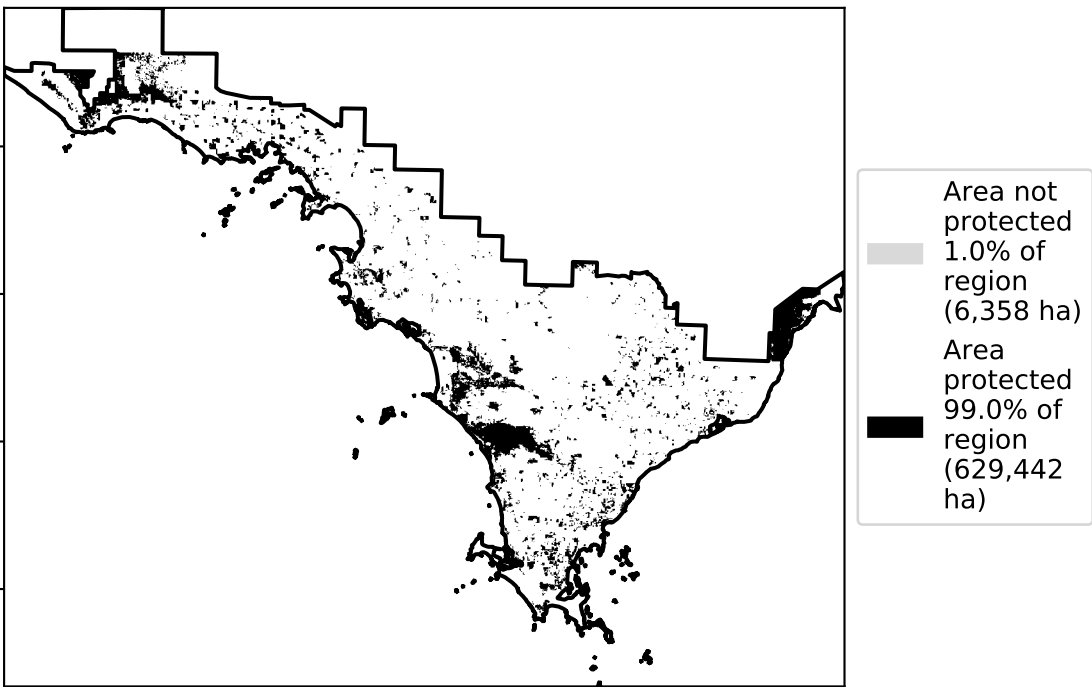 Area not
protected
1.0% of
region
(6,358 ha)
Area
protected
99.0% of
region
(629,442
ha)